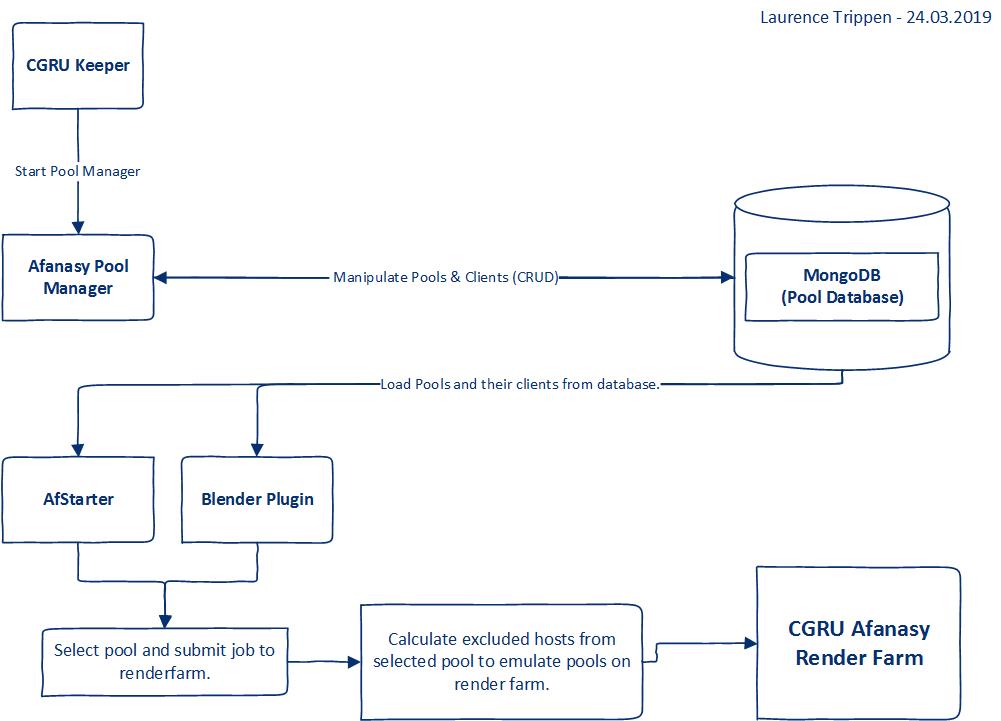 Laurence Trippen - 24.03.2019
CGRU Keeper
Start Pool Manager
Afanasy Pool
Manager
Manipulate Pools & Clients (CRUD)
MongoDB
(Pool Database)
Load Pools and their clients from database.
AfStarter
Blender Plugin
Select pool and submit job to
renderfarm.
Calculate excluded hosts from
selected pool to emulate pools on
render farm.
CGRU Afanasy
Render Farm